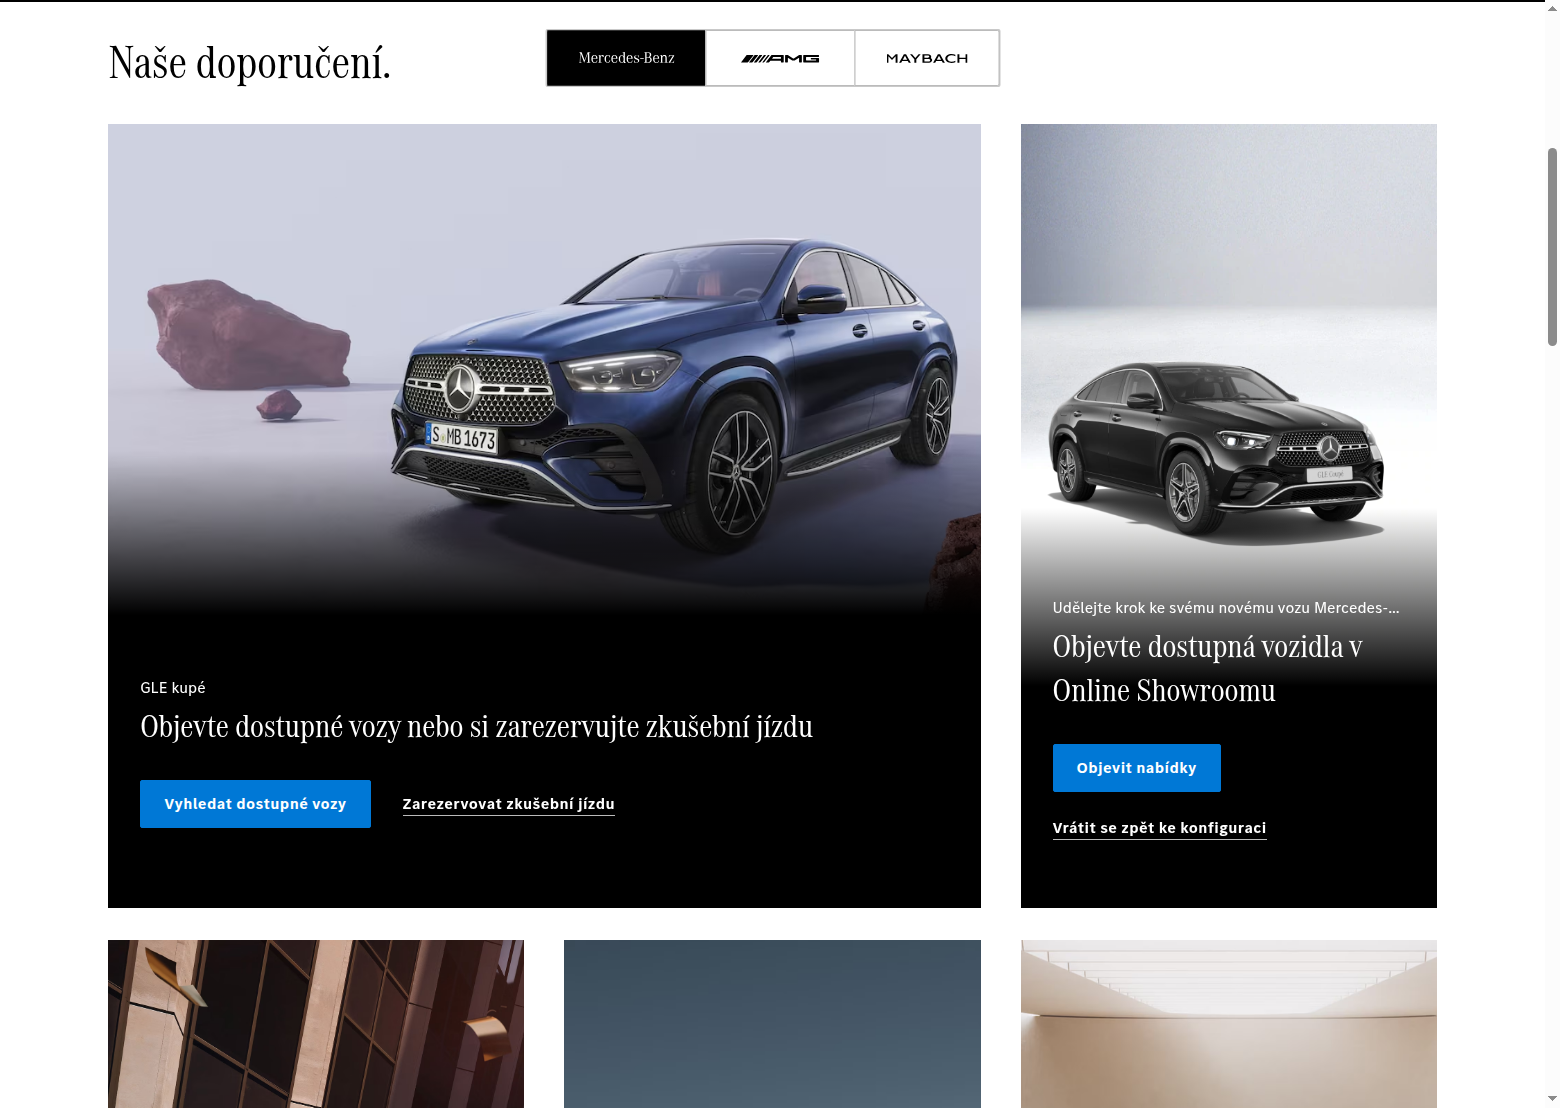 Naše doporučení.
Mercedes-Benz
AMG
MAYBACH
S MB 1673
GLE Coupé
GLE kupé
Objevte dostupné vozy nebo si zarezervujte zkušební jízdu
Vyhledat dostupné vozy
Zarezervovat zkušební jízdu
Udělejte krok ke svému novému vozu Mercedes-...
Objevte dostupná vozidla v
Online Showroomu
Objevit nabídky
Vrátit se zpět ke konfiguraci